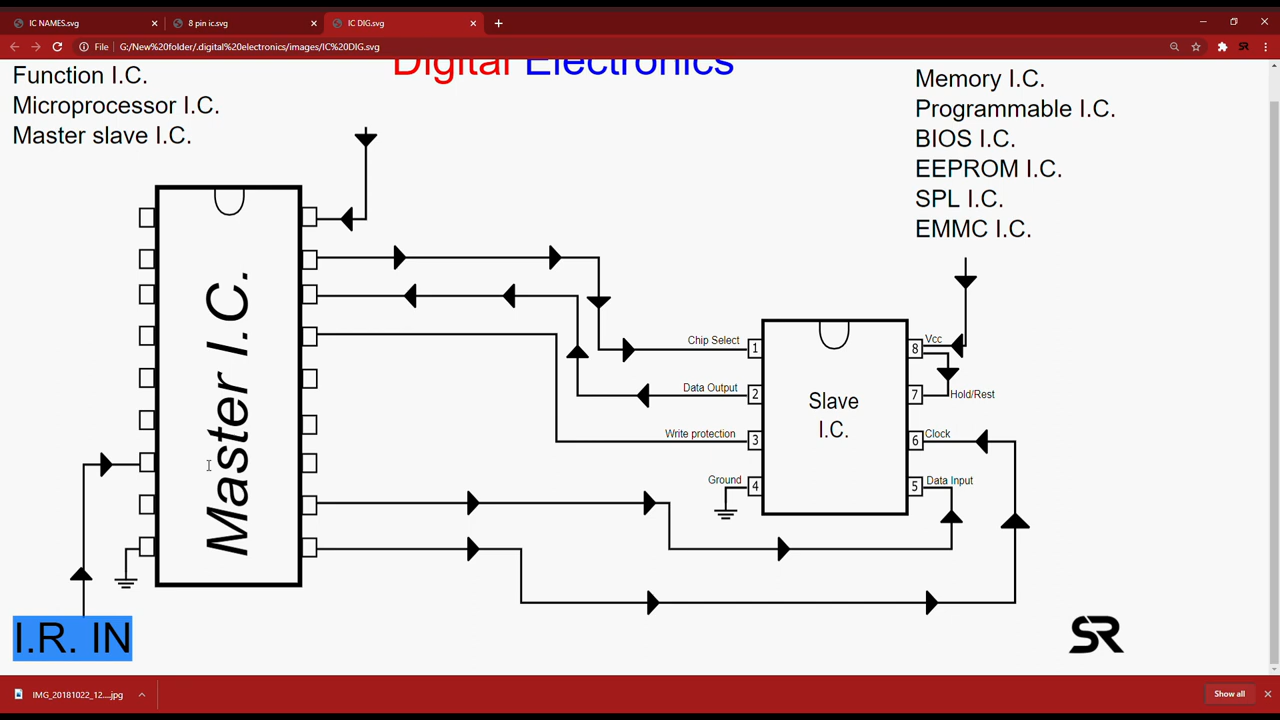 IC NAMES.svg
8 pin ic.svg
IC DIG.svg
File
G:/New%20folder/.digital%20electronics/images/IC%20DIG.svg
SR
Digital Electronics
Function I.C.
Microprocessor I.C.
Master slave I.C.
Memory I.C.
Programmable I.C.
BIOS I.C.
EEPROM I.C.
SPL I.C.
EMMC I.C.
Master I.C.
Chip Select
1
Data Output
2
Write protection
3
Ground
4
Slave
I.C.
8
Vcc
7
Hold/Rest
6
Clock
5
Data Input
I.R. IN
SR
IMG_20181022_12....jpg
Show all